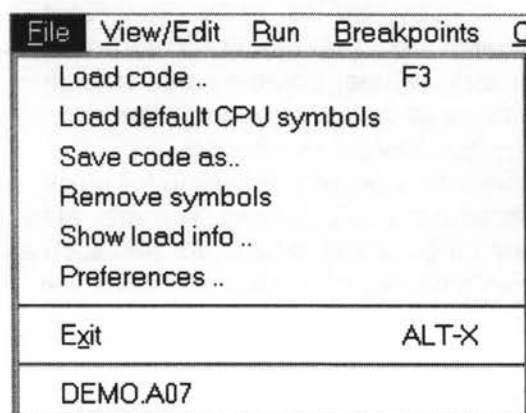 File View/Edit Run Breakpoints C
Load code .. F3
Load default CPU symbols
Save code as..
Remove symbols
Show load info ..
Preferences ..
Exit ALT-X
DEMO.A07